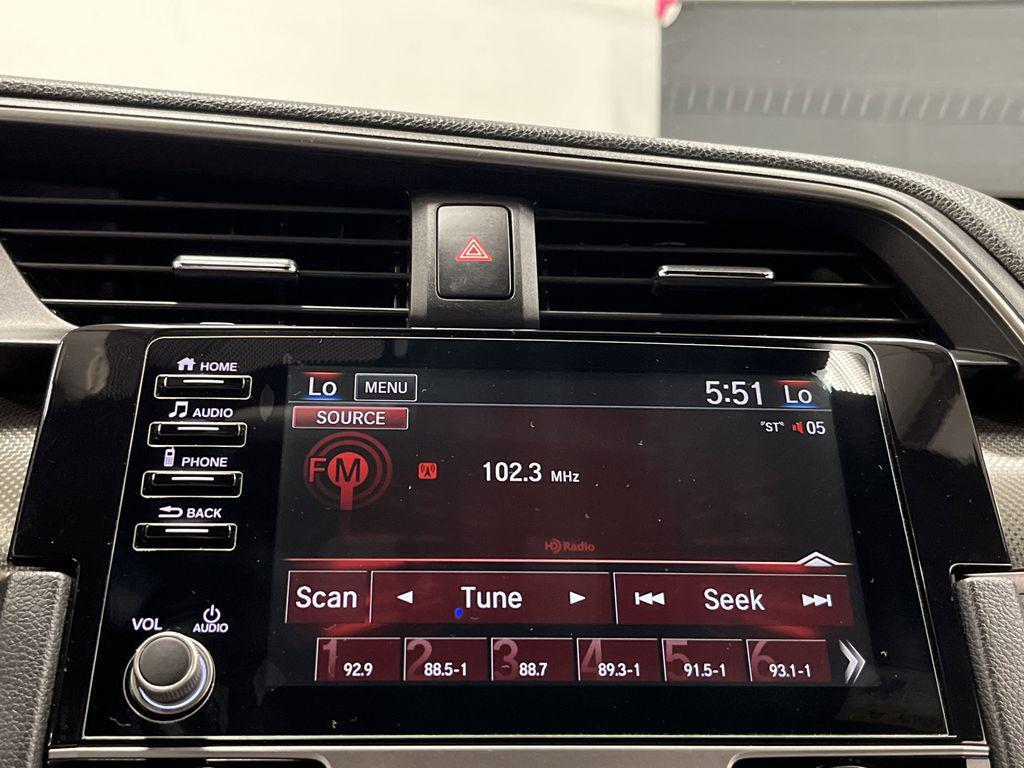 HOME
AUDIO
PHONE
BACK
VOL
AUDIO
Lo MENU 5:51 Lo
SOURCE "ST" 05
FM 102.3 MHz
HD Radio
Scan Tune Seek
1 92.9 2 88.5-1 3 88.7 4 89.3-1 5 91.5-1 6 93.1-1